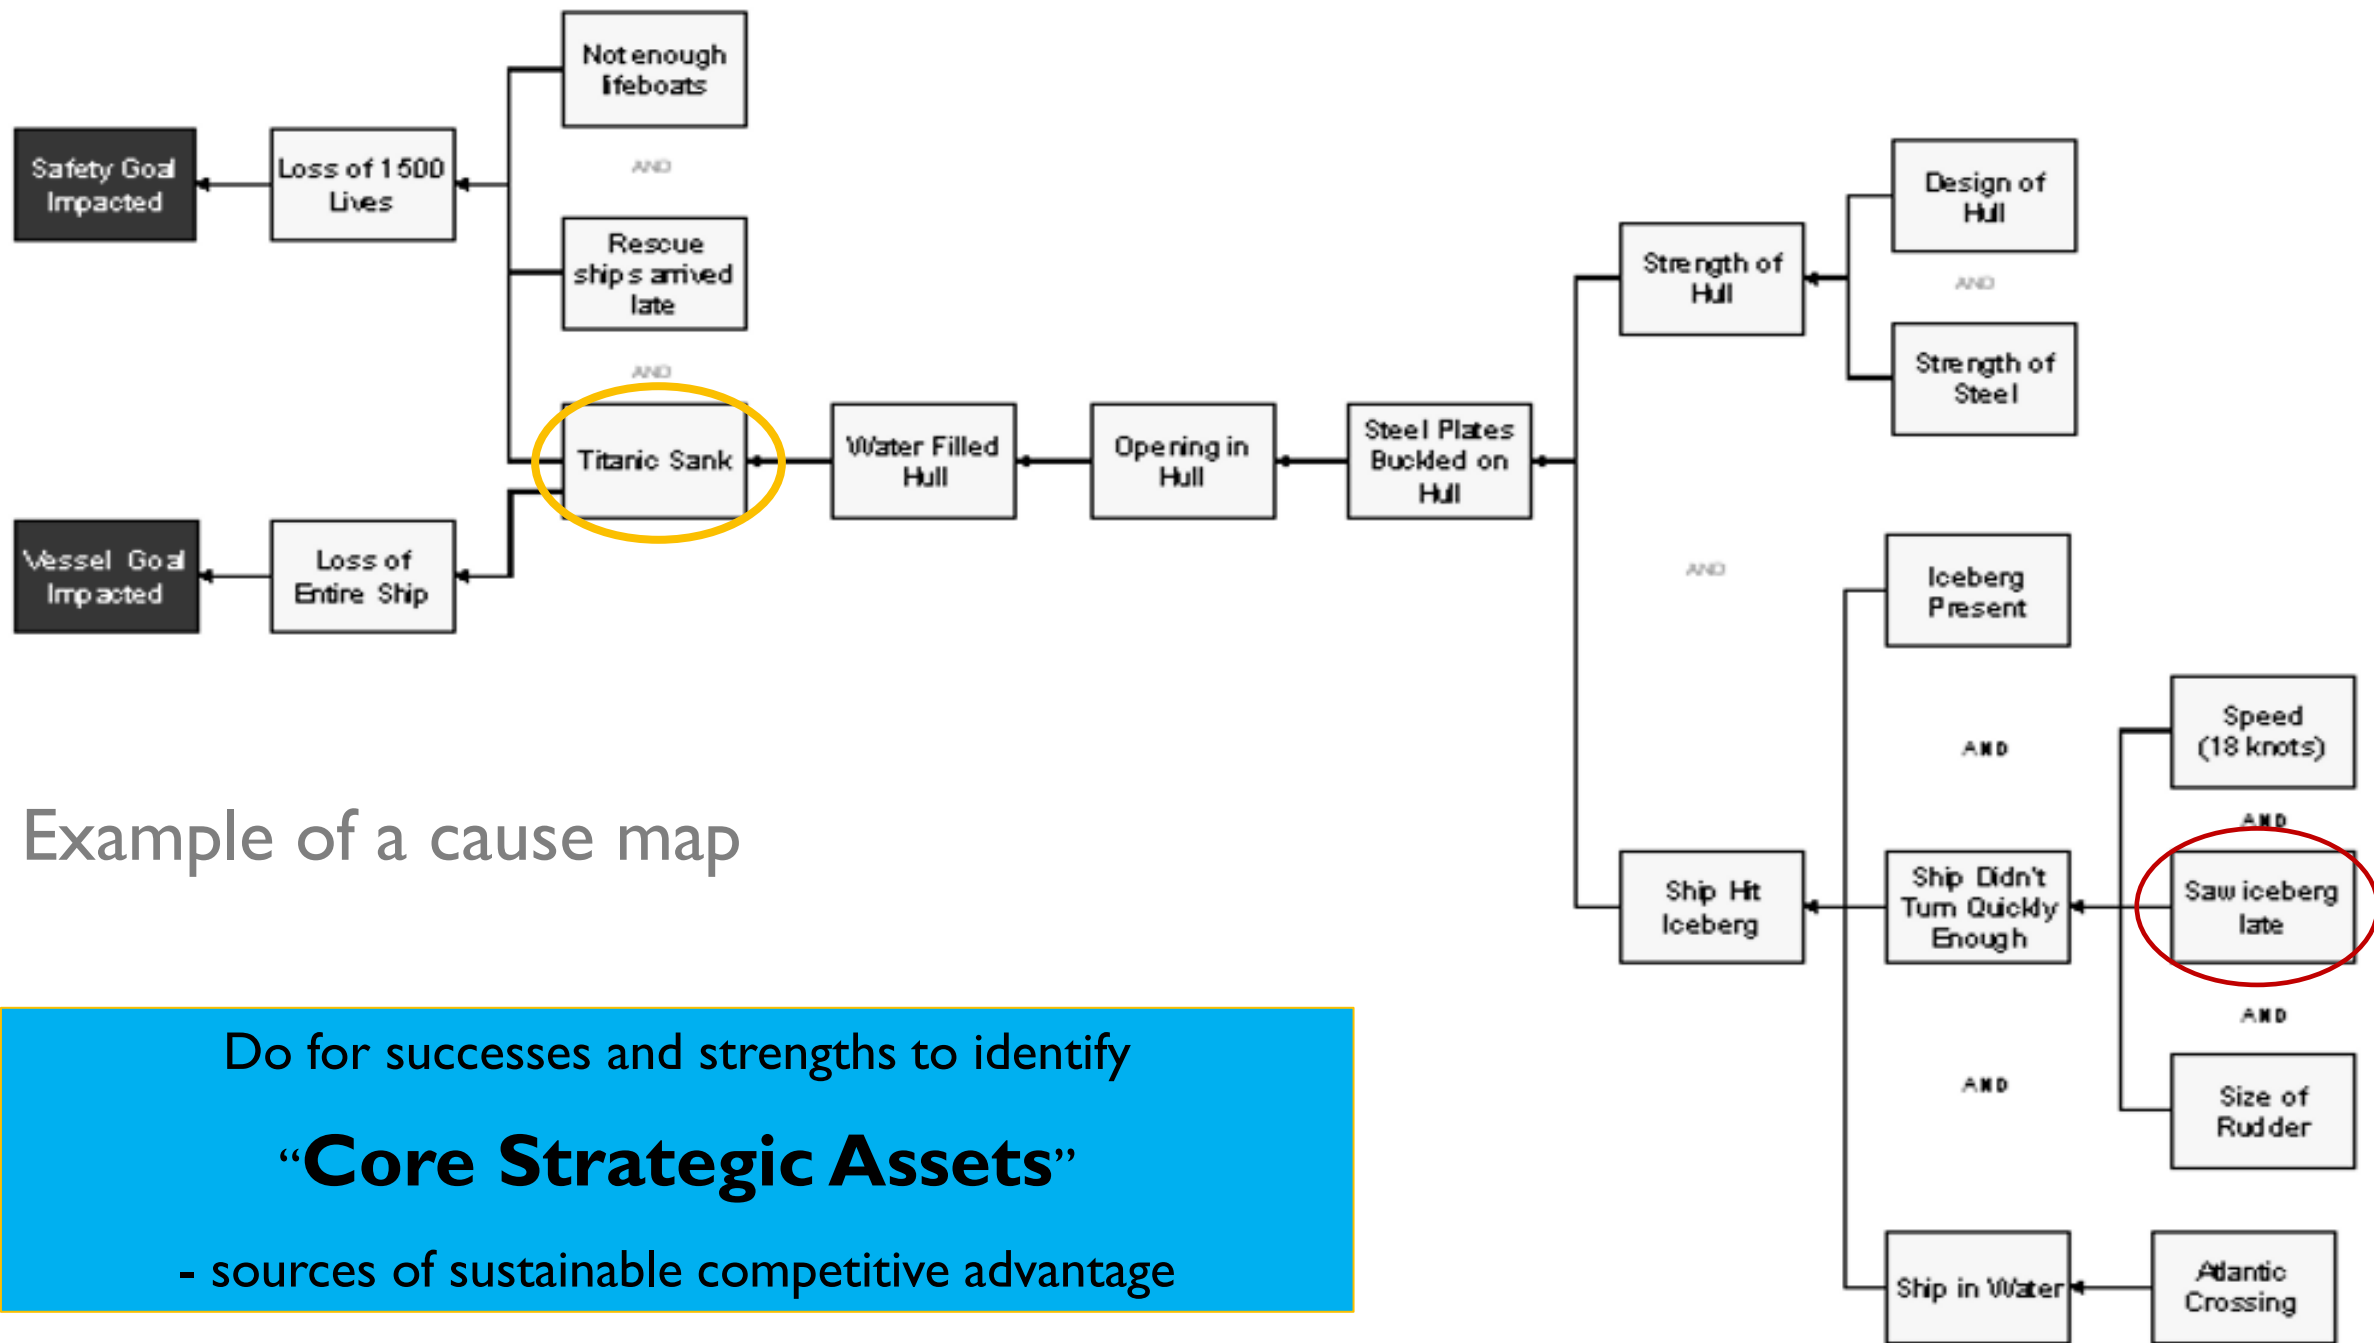 Not enough
lifeboats
AND
Safety Goal
Impacted
Loss of 1500
Lives
Rescue
ships arrived
late
AND
Titanic Sank
Water Filled
Hull
Opening in
Hull
Steel Plates
Buckled on
Hull
Vessel Goal
Impacted
Loss of
Entire Ship
Design of
Hull
Strength of
Hull
AND
Strength of
Steel
AND
Iceberg
Present
AND
Speed
(18 knots)
AND
Ship Hit
Iceberg
Ship Didn't
Turn Quickly
Enough
Saw iceberg
late
AND
AND
Size of
Rudder
Ship in Water
Atlantic
Crossing
Example of a cause map
Do for successes and strengths to identify
“Core Strategic Assets”
- sources of sustainable competitive advantage